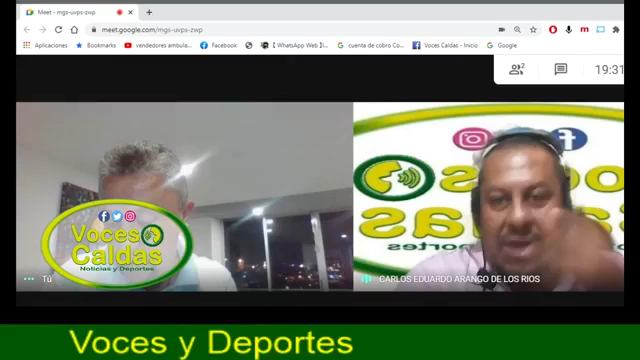 Meet - mgs-uvps-zwp
meet.google.com/mgs-uvps-zwp
Aplicaciones
Bookmarks
vendedores ambula...
Facebook
[WhatsApp Web]
cuenta de cobro Co...
Voces Caldas - Inicio
Google
2
19:31
Voces
Caldas
Noticias y Deportes
Tú
CARLOS EDUARDO ARANGO DE LOS RIOS
Voces y Deportes